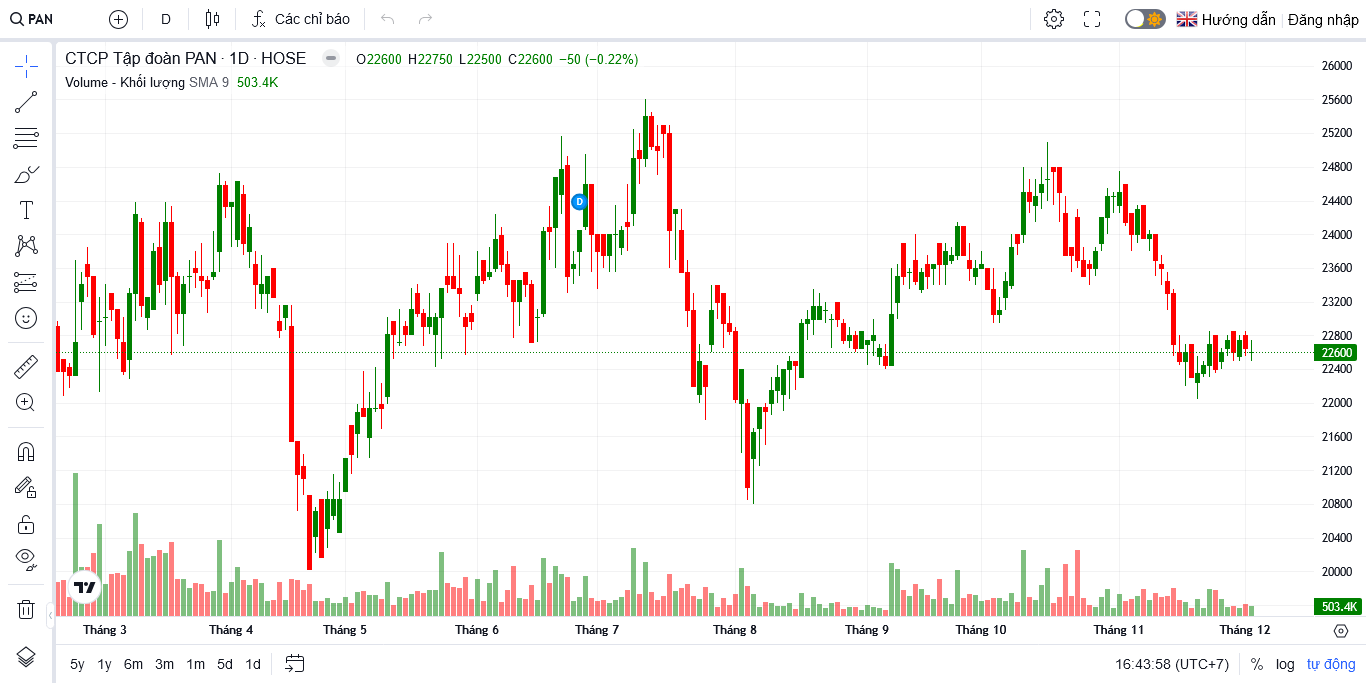 PAN D Các chỉ báo Hướng dẫn Đăng nhập
CTCP Tập đoàn PAN · 1D · HOSE O22600 H22750 L22500 C22600 −50 (−0.22%)
Volume - Khối lượng SMA 9 503.4K
26000
25600
25200
24800
24400
D
24000
23600
23200
22800
22600
22400
22000
21600
21200
20800
20400
20000
503.4K
Tháng 3 Tháng 4 Tháng 5 Tháng 6 Tháng 7 Tháng 8 Tháng 9 Tháng 10 Tháng 11 Tháng 12
5y 1y 6m 3m 1m 5d 1d 16:43:58 (UTC+7) % log tự động